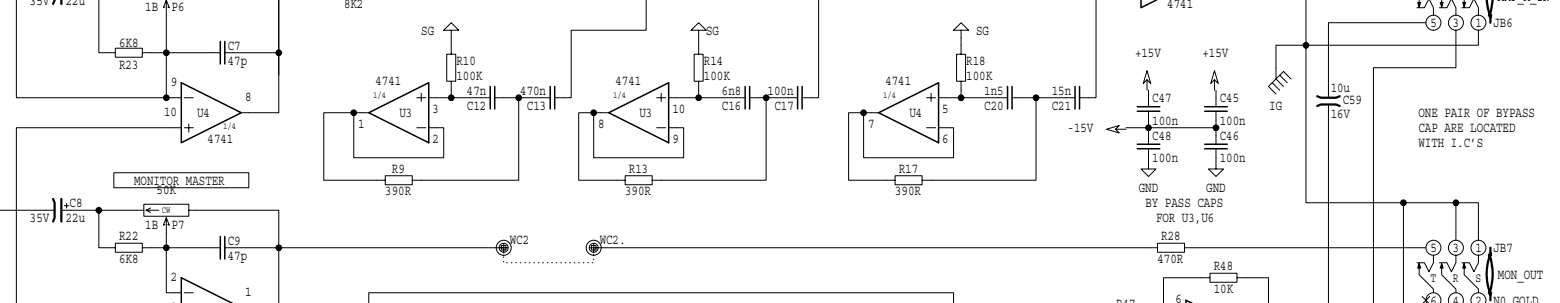 35V 22u
1B P6
8K2
4741
5 3 1 JB6
SG
SG
SG
6K8
R23
C7
47p
9
10
8
U4
1/4
4741
4741
1/4
U3
1
3
2
R10
100K
47n
C12
470n
C13
R9
390R
4741
1/4
U3
8
10
9
R14
100K
6n8
C16
100n
C17
R13
390R
4741
1/4
U4
7
5
6
R18
100K
1n5
C20
15n
C21
R17
390R
+15V
+15V
C47
100n
C45
100n
-15V
C48
100n
C46
100n
GND
GND
BY PASS CAPS
FOR U3,U6
IG
10u
C59
16V
ONE PAIR OF BYPASS
CAP ARE LOCATED
WITH I.C'S
MONITOR MASTER
50K
CW
1B P7
35V + C8
22u
R22
6K8
C9
47p
2
1
WC2
WC2.
R28
470R
R48
10K
R47
6
5 3 1 JB7
T R S
MON_OUT
6 4 2
N0 GOLD